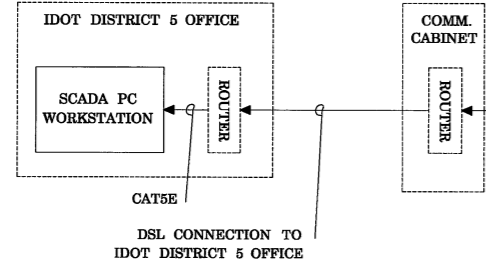 IDOT DISTRICT 5 OFFICE
COMM.
CABINET
SCADA PC
WORKSTATION
ROUTER
ROUTER
CAT5E
DSL CONNECTION TO
IDOT DISTRICT 5 OFFICE